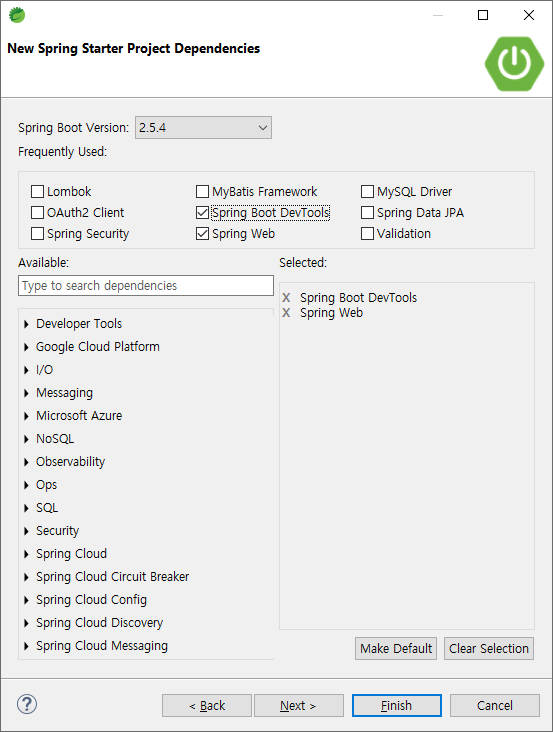 New Spring Starter Project Dependencies
Spring Boot Version: 2.5.4
Frequently Used:
Lombok MyBatis Framework MySQL Driver
OAuth2 Client Spring Boot DevTools Spring Data JPA
Spring Security Spring Web Validation
Available: Selected:
Type to search dependencies
X Spring Boot DevTools
X Spring Web
Developer Tools
Google Cloud Platform
I/O
Messaging
Microsoft Azure
NoSQL
Observability
Ops
SQL
Security
Spring Cloud
Spring Cloud Circuit Breaker
Spring Cloud Config
Spring Cloud Discovery
Spring Cloud Messaging
Make Default Clear Selection
? < Back Next > Finish Cancel